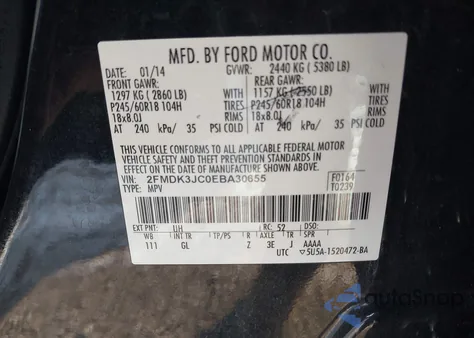 MFD. BY FORD MOTOR CO.
DATE: 01/14 GVWR: 2440 KG ( 5380 LB)
FRONT GAWR: REAR GAWR:
1297 KG ( 2860 LB) WITH 1157 KG ( 2550 LB)
P245/60R18 104H TIRES P245/60R18 104H
18x8.0J RIMS 18x8.0J
AT 240 kPa/ 35 PSI COLD AT 240 kPa/ 35 PSI COLD
THIS VEHICLE CONFORMS TO ALL APPLICABLE FEDERAL MOTOR
VEHICLE SAFETY AND THEFT PREVENTION STANDARDS IN EFFECT
ON THE DATE OF MANUFACTURE SHOWN ABOVE.
VIN: 2FMDK3JC0EBA30655 F0164
TYPE: MPV T0239
EXT PNT: UH RC: 52 DSO:
WB INT TR TP/PS R AXLE TR SPR
111 GL Z 3E J AAAA
UTC ▽5U5A-1520472-BA
autoSnap